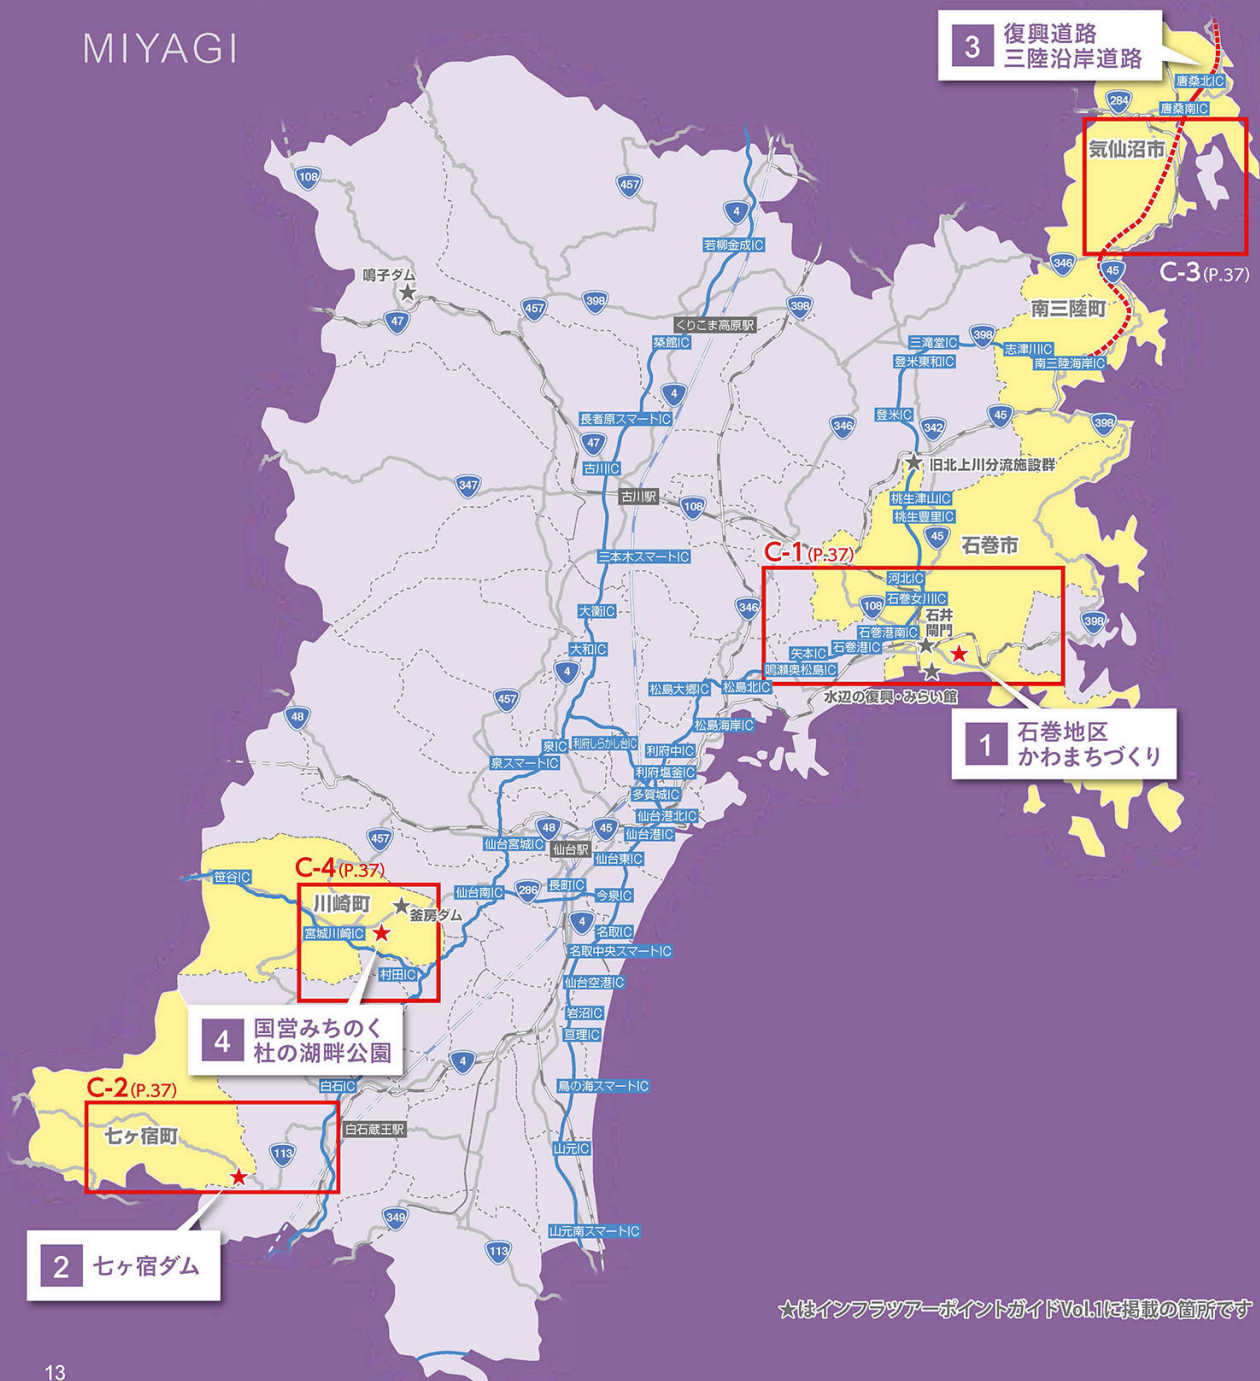 MIYAGI
3
復興道路
三陸沿岸道路
唐桑北IC
284
唐桑南IC
気仙沼市
108
457
4
若柳金成IC
346
45
C-3(P.37)
鳴子ダム
47
457
398
398
南三陸町
くりこま高原駅
築館IC
三滝堂IC
398
志津川IC
登米東和IC
南三陸海岸IC
4
長者原スマートIC
登米IC
45
346
342
398
47
古川IC
旧北上川分流施設群
347
古川駅
108
桃生津山IC
桃生豊里IC
45
石巻市
三本木スマートIC
C-1(P.37)
河北IC
石巻女川IC
大衡IC
346
108
石井
閘門
398
石巻港南IC
大和IC
矢本IC
石巻港IC
4
鳴瀬奥松島IC
松島大郷IC
松島北IC
457
水辺の復興・みらい館
48
松島海岸IC
1
石巻地区
かわまちづくり
泉IC
利府しらかし台IC
利府中IC
泉スマートIC
利府塩釜IC
多賀城IC
仙台港北IC
457
48
45
仙台港IC
仙台宮城IC
仙台駅
仙台東IC
C-4(P.37)
笹谷IC
仙台南IC
286
長町IC
今泉IC
川崎町
釜房ダム
4
宮城川崎IC
名取IC
名取中央スマートIC
村田IC
仙台空港IC
岩沼IC
4
国営みちのく
杜の湖畔公園
亘理IC
4
白石IC
鳥の海スマートIC
C-2(P.37)
七ヶ宿町
白石蔵王駅
113
山元IC
349
山元南スマートIC
113
2
七ヶ宿ダム
★はインフラツアーポイントガイドVol.1に掲載の箇所です
13